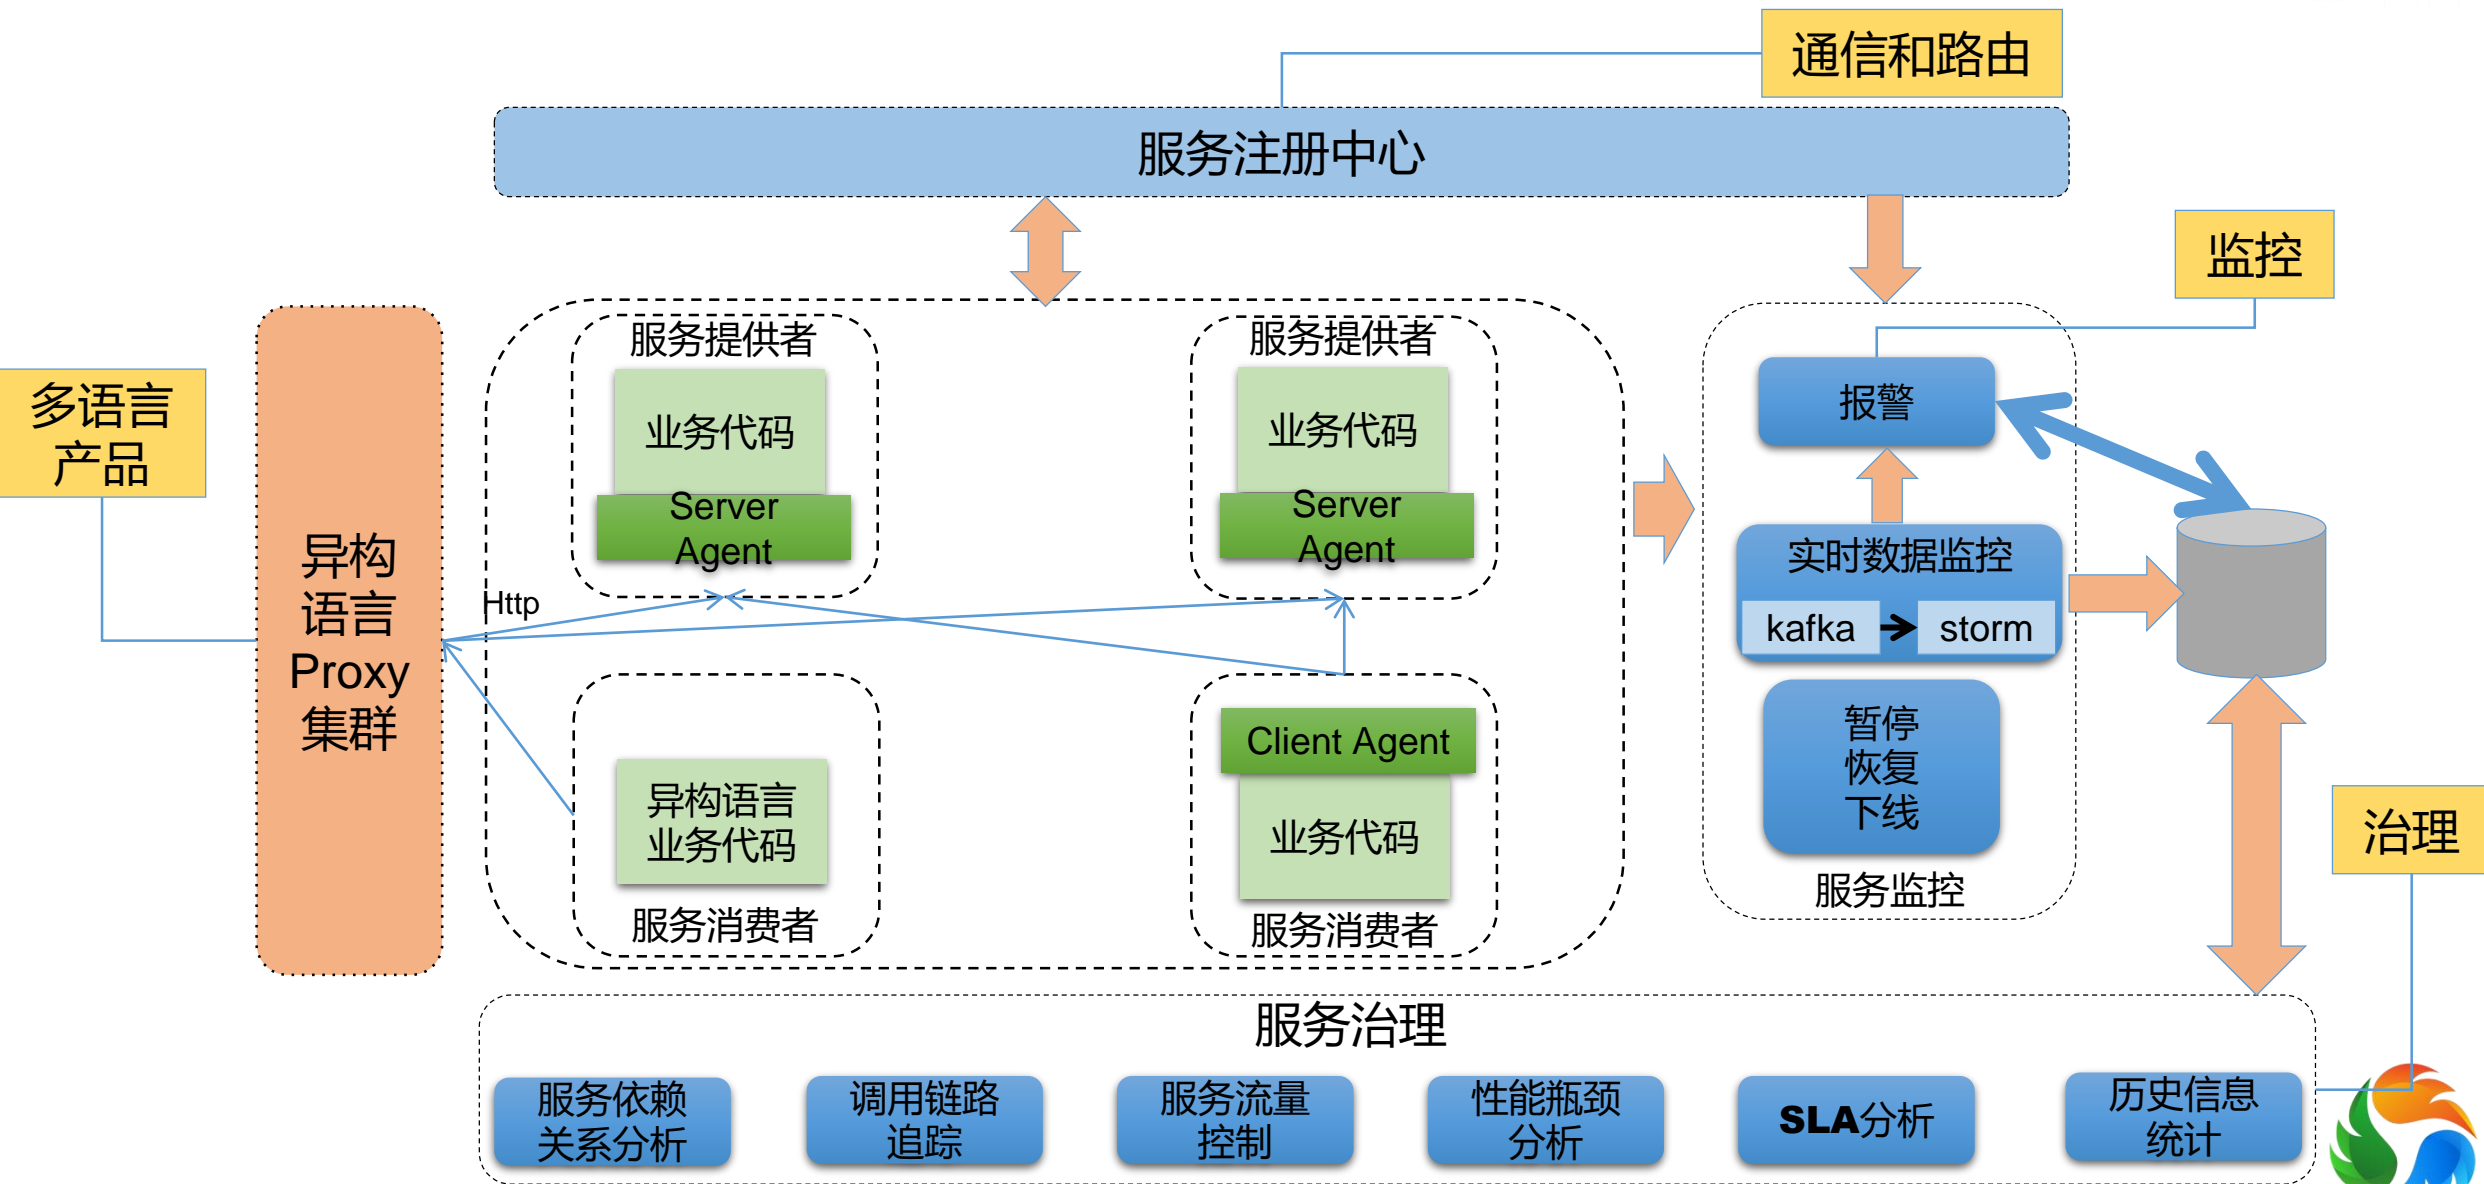 通信和路由
服务注册中心
监控
多语言
产品
异构
语言
Proxy
集群
Http
服务提供者
业务代码
Server
Agent
服务提供者
业务代码
Server
Agent
异构语言
业务代码
服务消费者
Client Agent
业务代码
服务消费者
报警
实时数据监控
kafka
storm
暂停
恢复
下线
服务监控
治理
服务治理
服务依赖
关系分析
调用链路
追踪
服务流量
控制
性能瓶颈
分析
SLA分析
历史信息
统计